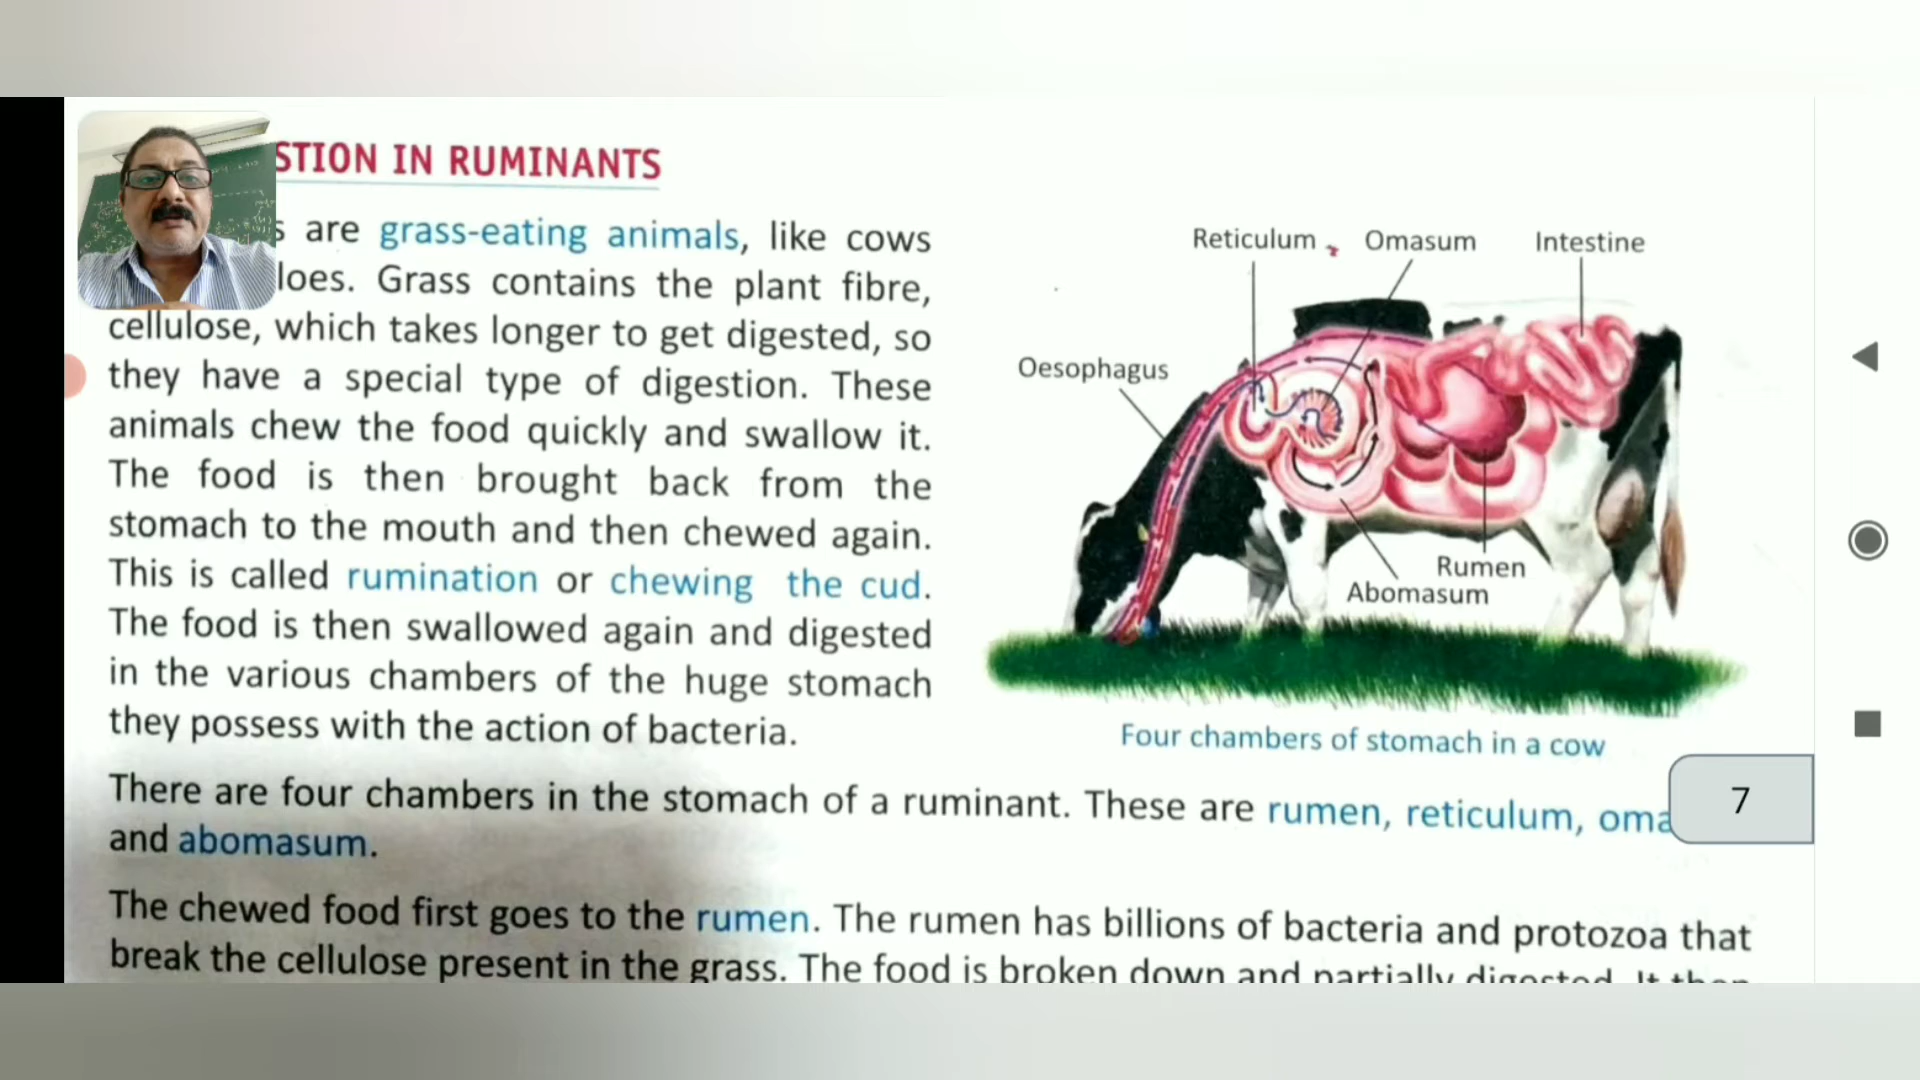 STION IN RUMINANTS
s are grass-eating animals, like cows
loes. Grass contains the plant fibre,
cellulose, which takes longer to get digested, so
they have a special type of digestion. These
animals chew the food quickly and swallow it.
The food is then brought back from the
stomach to the mouth and then chewed again.
This is called rumination or chewing the cud.
The food is then swallowed again and digested
in the various chambers of the huge stomach
they possess with the action of bacteria.
Reticulum Omasum Intestine
Oesophagus
Rumen
Abomasum
Four chambers of stomach in a cow
7
There are four chambers in the stomach of a ruminant. These are rumen, reticulum, oma
and abomasum.
The chewed food first goes to the rumen. The rumen has billions of bacteria and protozoa that
break the cellulose present in the grass. The food is broken down and partially digested. It then